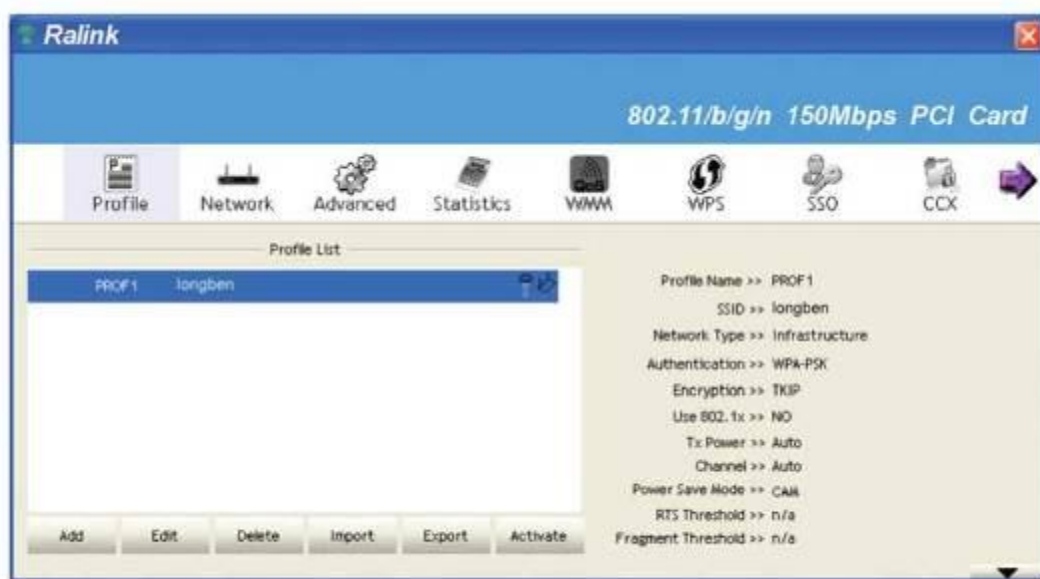 Ralink
802.11/b/g/n 150Mbps PCI Card
Profile Network Advanced Statistics WMM WPS SSO CCX
QoS
Profile List
PROF1 longben
Profile Name >> PROF1
SSID >> longben
Network Type >> Infrastructure
Authentication >> WPA-PSK
Encryption >> TKIP
Use 802.1x >> NO
Tx Power >> Auto
Channel >> Auto
Power Save Mode >> CAM
RTS Threshold >> n/a
Fragment Threshold >> n/a
Add Edit Delete Import Export Activate